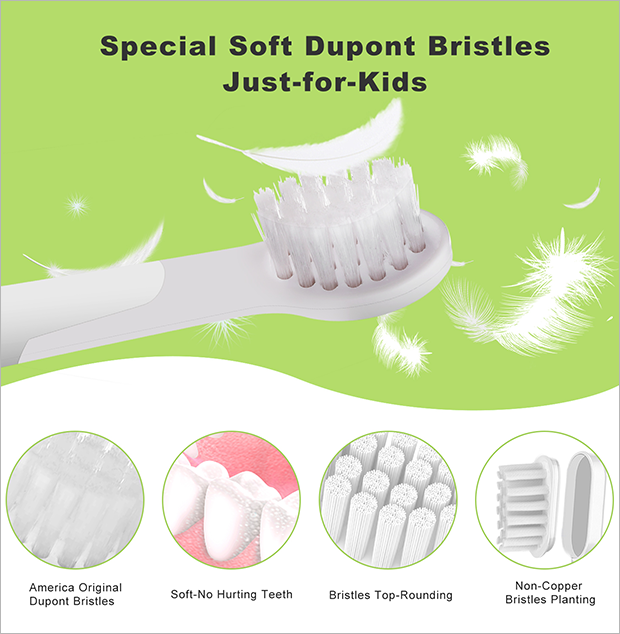 Special Soft Dupont Bristles
Just-for-Kids
America Original
Dupont Bristles
Soft-No Hurting Teeth
Bristles Top-Rounding
Non-Copper
Bristles Planting